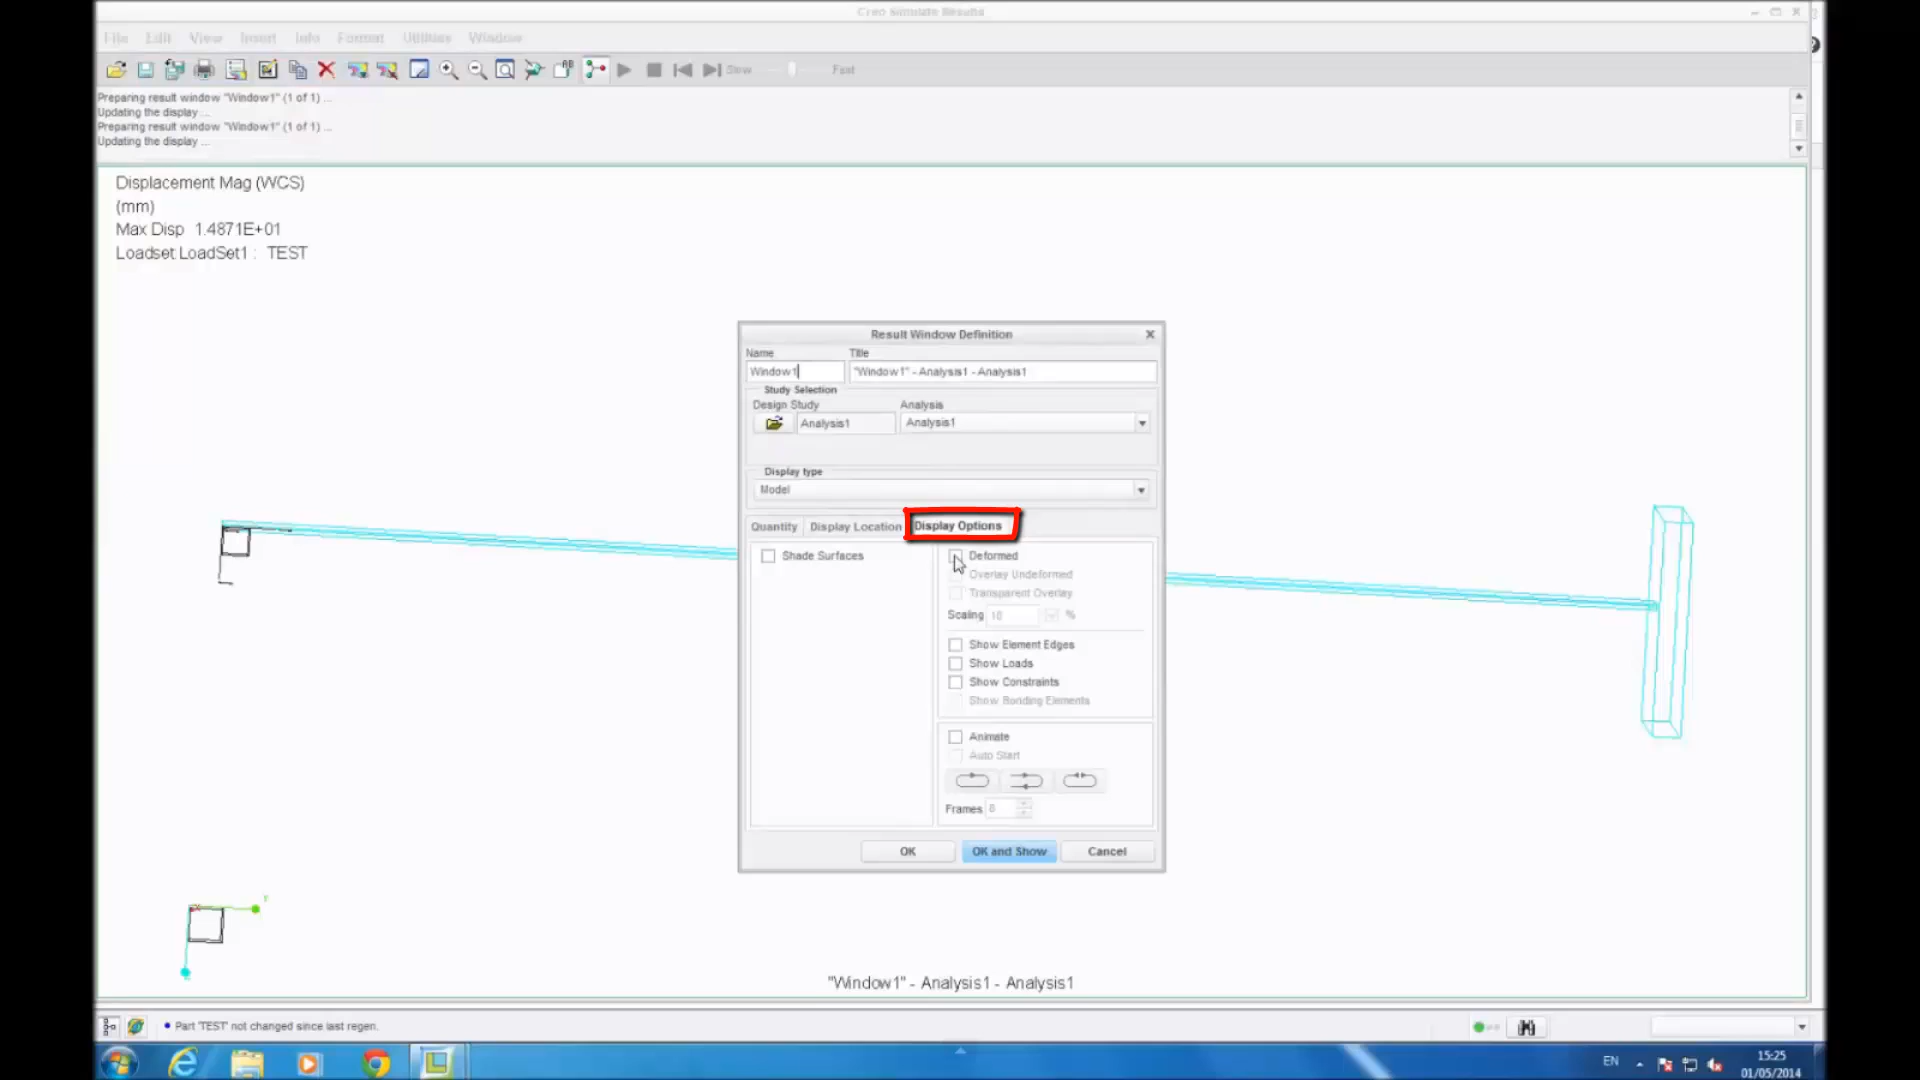 Creo Simulate Results
File Edit View Insert Info Format Utilities Window
Slow Fast
Preparing result window "Window1" (1 of 1) ...
Updating the display ...
Preparing result window "Window1" (1 of 1) ...
Updating the display ...
Displacement Mag (WCS)
(mm)
Max Disp 1.4871E+01
Loadset:LoadSet1 : TEST
Result Window Definition
Name Title
Window1 "Window1" - Analysis1 - Analysis1
Study Selection
Design Study Analysis
Analysis1 Analysis1
Display type
Model
Quantity Display Location Display Options
Shade Surfaces Deformed
Overlay Undeformed
Transparent Overlay
Scaling 10 %
Show Element Edges
Show Loads
Show Constraints
Show Bonding Elements
Animate
Auto Start
Frames 8
OK OK and Show Cancel
Y
"Window1" - Analysis1 - Analysis1
Part 'TEST' not changed since last regen.
EN 15:25
01/05/2014